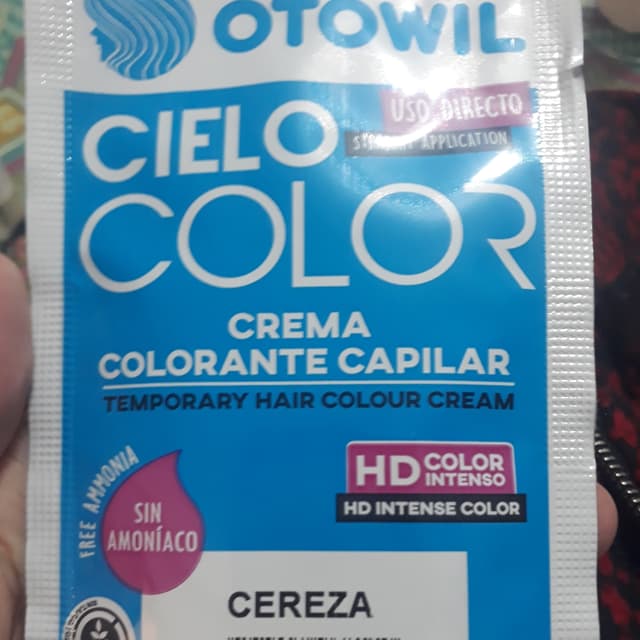 OTOWIL
USO DIRECTO
APPLICATION
CIELO
COLOR
CREMA
COLORANTE CAPILAR
TEMPORARY HAIR COLOUR CREAM
FREE AMMONIA
SIN
AMONÍACO
HD COLOR
INTENSO
HD INTENSE COLOR
CEREZA